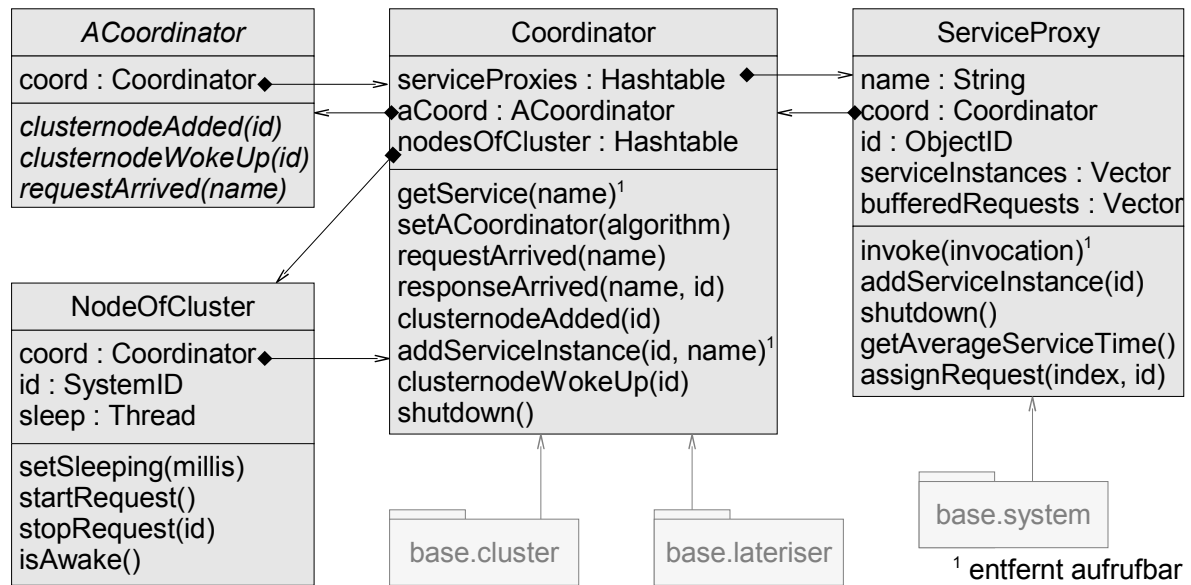 ACoordinator
coord : Coordinator
clusternodeAdded(id)
clusternodeWokeUp(id)
requestArrived(name)
Coordinator
serviceProxies : Hashtable
aCoord : ACoordinator
nodesOfCluster : Hashtable
getService(name)¹
setACoordinator(algorithm)
requestArrived(name)
responseArrived(name, id)
clusternodeAdded(id)
addServiceInstance(id, name)¹
clusternodeWokeUp(id)
shutdown()
ServiceProxy
name : String
coord : Coordinator
id : ObjectID
serviceInstances : Vector
bufferedRequests : Vector
invoke(invocation)¹
addServiceInstance(id)
shutdown()
getAverageServiceTime()
assignRequest(index, id)
NodeOfCluster
coord : Coordinator
id : SystemID
sleep : Thread
setSleeping(millis)
startRequest()
stopRequest(id)
isAwake()
base.cluster
base.lateriser
base.system
¹ entfernt aufrufbar